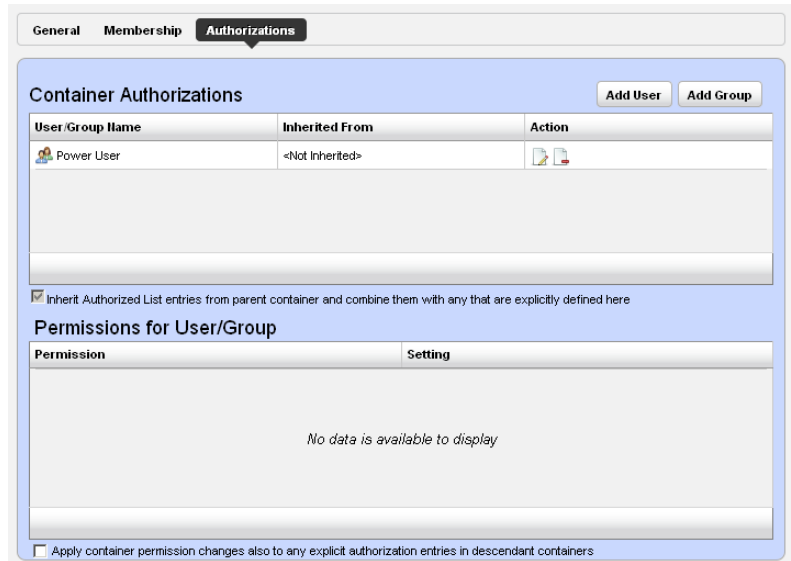 General Membership Authorizations
Container Authorizations Add User Add Group
User/Group Name Inherited From Action
Power User <Not Inherited>
Inherit Authorized List entries from parent container and combine them with any that are explicitly defined here
Permissions for User/Group
Permission Setting
No data is available to display
Apply container permission changes also to any explicit authorization entries in descendant containers